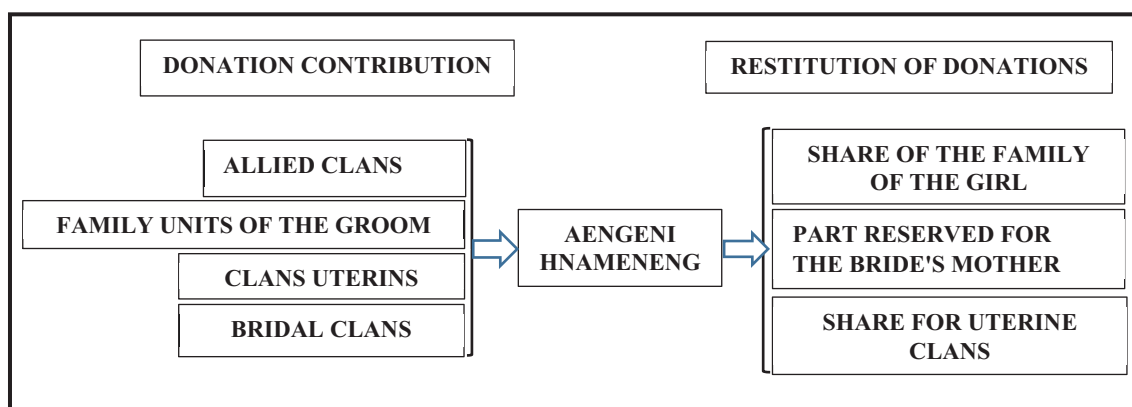 DONATION CONTRIBUTION
RESTITUTION OF DONATIONS
ALLIED CLANS
FAMILY UNITS OF THE GROOM
CLANS UTERINS
BRIDAL CLANS
AENGENI
HNAMENENG
SHARE OF THE FAMILY
OF THE GIRL
PART RESERVED FOR
THE BRIDE'S MOTHER
SHARE FOR UTERINE
CLANS